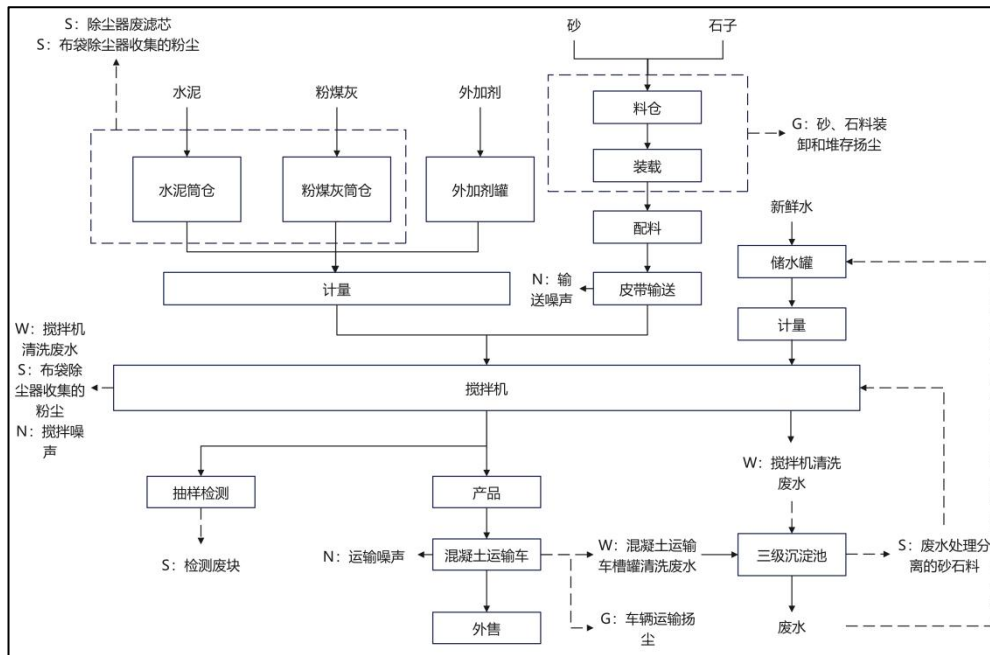 S：除尘器废滤芯
S：布袋除尘器收集的粉尘
砂
石子
水泥
粉煤灰
外加剂
料仓
G：砂、石料装
卸和堆存扬尘
装载
水泥筒仓
粉煤灰筒仓
外加剂罐
配料
新鲜水
储水罐
计量
N：输
送噪声
皮带输送
计量
W：搅拌机
清洗废水
S：布袋除
尘器收集的
粉尘
N：搅拌噪
声
搅拌机
W：搅拌机清洗
废水
抽样检测
产品
S：检测废块
N：运输噪声
混凝土运输车
W：混凝土运输
车槽罐清洗废水
三级沉淀池
S：废水处理分
离的砂石料
外售
G：车辆运输扬
尘
废水